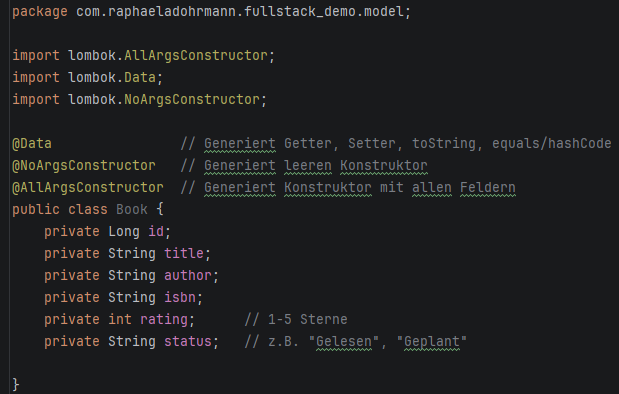 package com.raphaeladohrmann.fullstack_demo.model;
import lombok.AllArgsConstructor;
import lombok.Data;
import lombok.NoArgsConstructor;
@Data // Generiert Getter, Setter, toString, equals/hashCode
@NoArgsConstructor // Generiert leeren Konstruktor
@AllArgsConstructor // Generiert Konstruktor mit allen Feldern
public class Book {
private Long id;
private String title;
private String author;
private String isbn;
private int rating; // 1-5 Sterne
private String status; // z.B. "Gelesen", "Geplant"
}